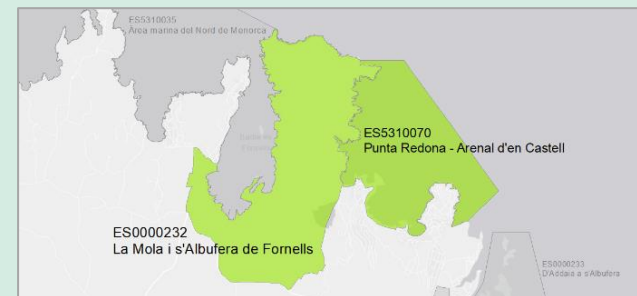 ES5310035
Àrea marina del Nord de Menorca
ES5310070
Punta Redona - Arenal d'en Castell
ES0000232
La Mola i s'Albufera de Fornells
ES0000233
D'Addaia a s'Albufera